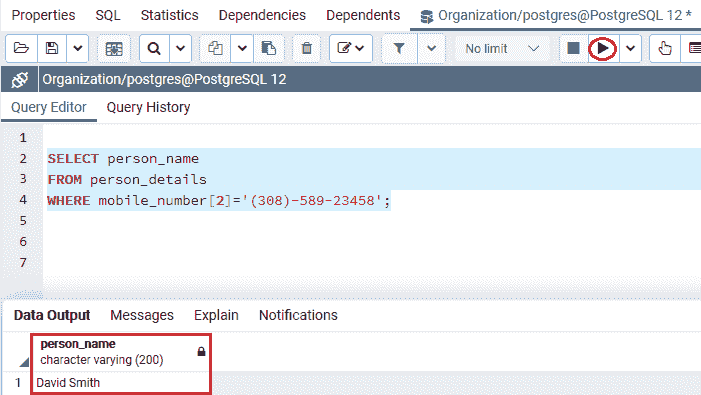 Properties SQL Statistics Dependencies Dependents Organization/postgres@PostgreSQL 12 *
No limit
Organization/postgres@PostgreSQL 12
Query Editor Query History
1
2 SELECT person_name
3 FROM person_details
4 WHERE mobile_number[2]='(308)-589-23458';
5
6
7
Data Output Messages Explain Notifications
person_name
character varying (200)
1 David Smith